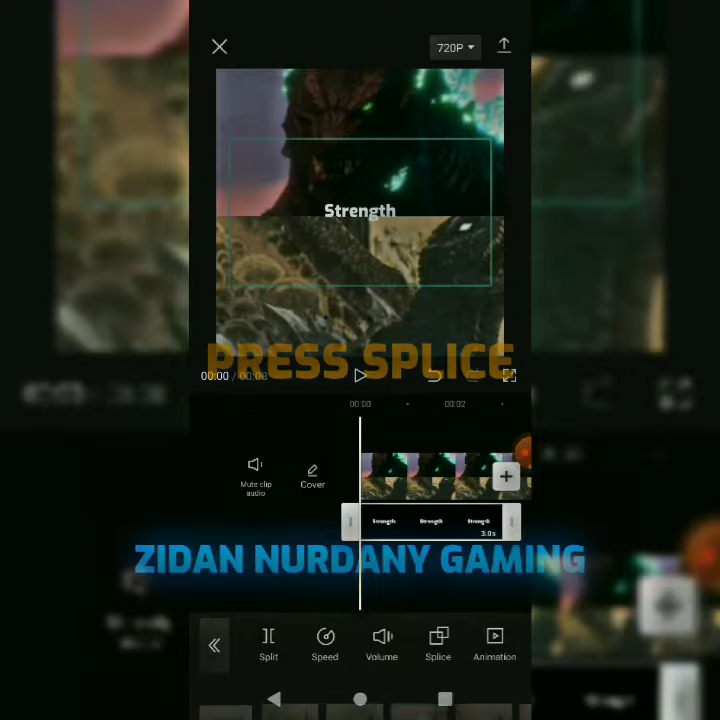 720P
Strength
PRESS SPLICE
00:00 / 00:08
00:00
00:02
Mute clip
audio
Cover
Strength Strength Strength
3.0s
ZIDAN NURDANY GAMING
Split
Speed
Volume
Splice
Animation